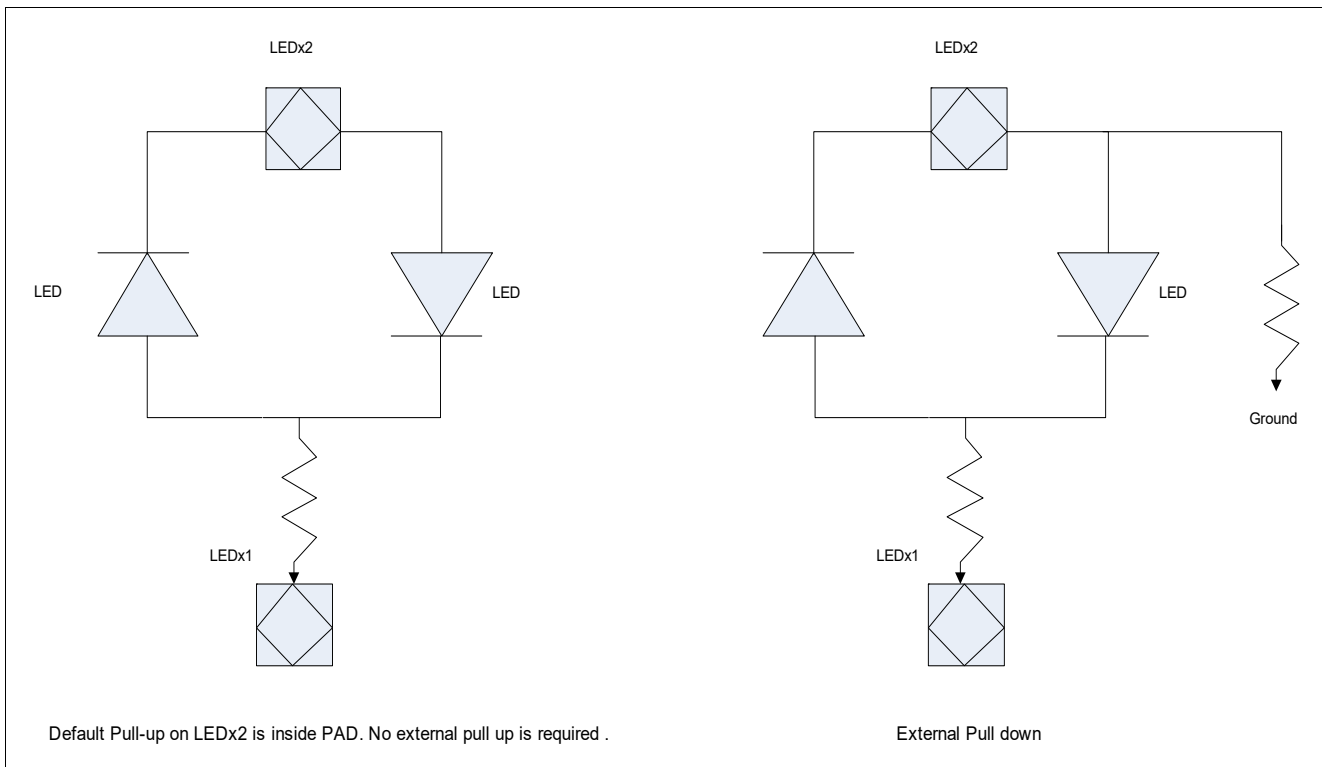 LEDx2
LED
LED
LEDx1
Default Pull-up on LEDx2 is inside PAD. No external pull up is required .
LEDx2
LED
Ground
LEDx1
External Pull down